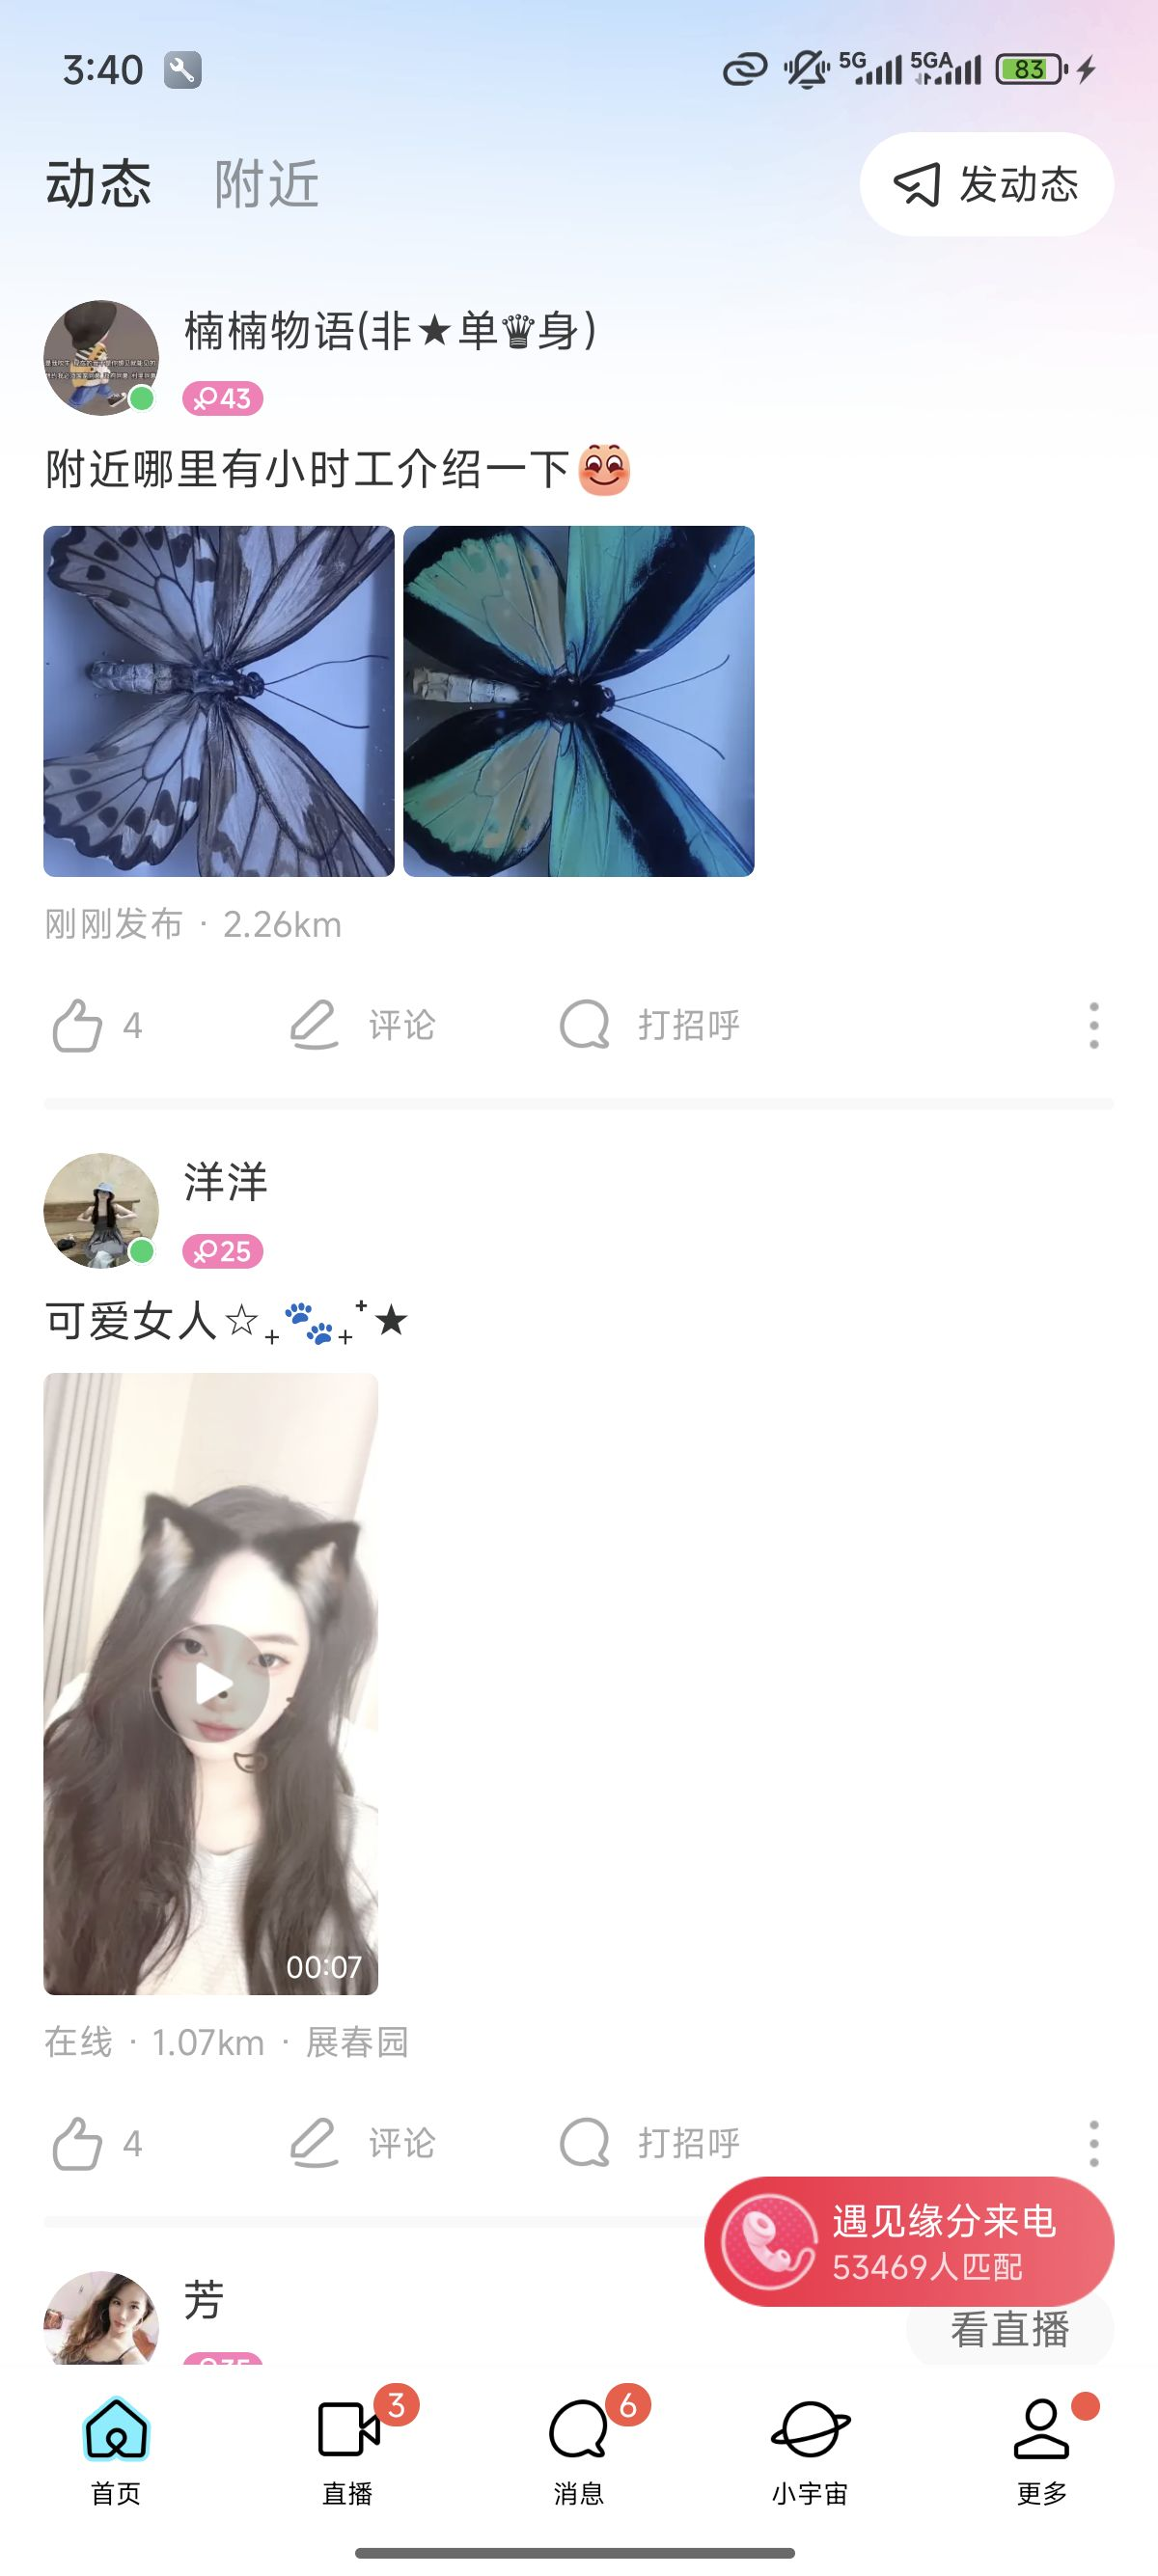 3:40
5G 5GA 83
动态 附近 发动态
楠楠物语(非★单♛身)
43
附近哪里有小时工介绍一下
刚刚发布 · 2.26km
4 评论 打招呼
洋洋
25
可爱女人☆₊🐾₊⁺★
00:07
在线 · 1.07km · 展春园
4 评论 打招呼
遇见缘分来电
53469人匹配
芳
看直播
3 6
首页 直播 消息 小宇宙 更多